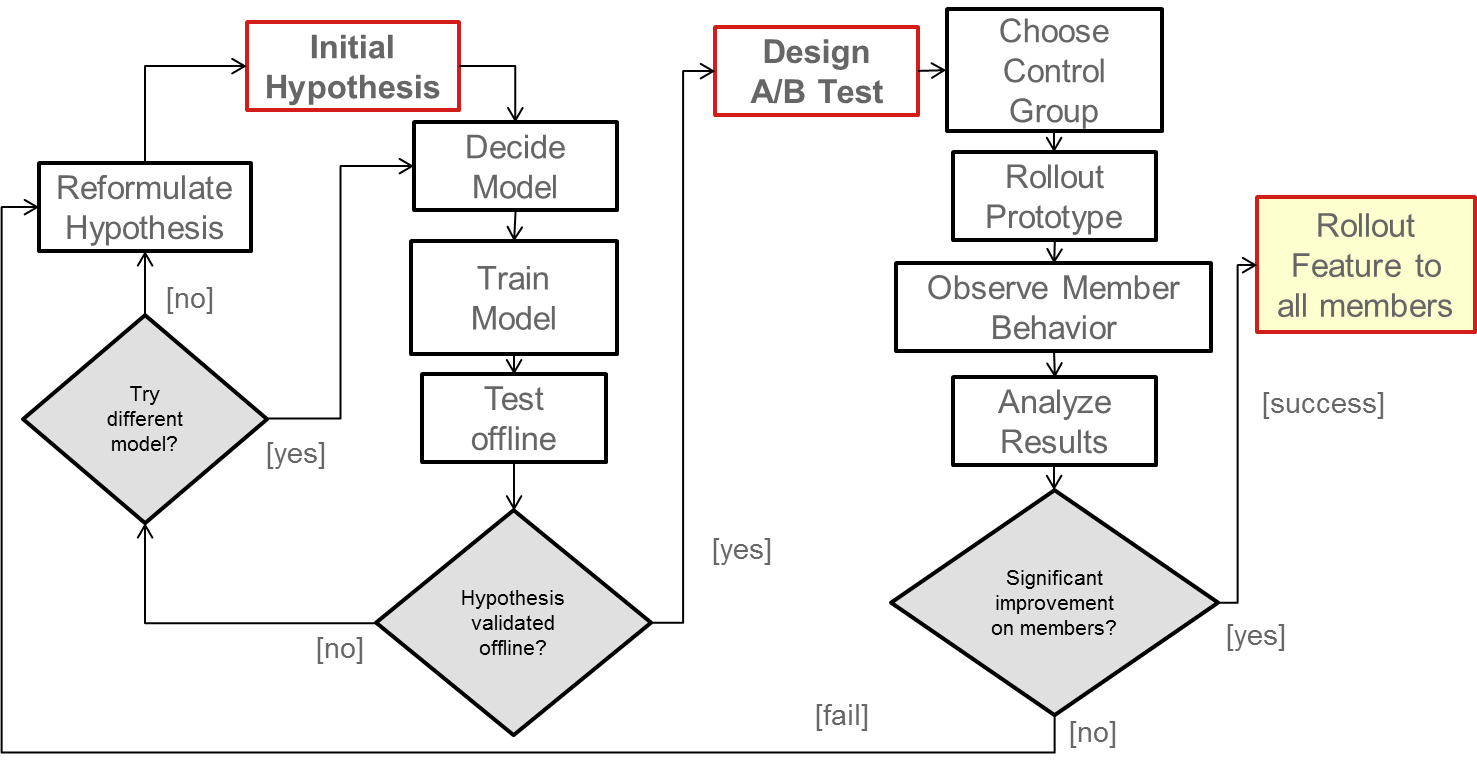 Initial
Hypothesis
Decide
Model
Train
Model
Test
offline
Hypothesis
validated
offline?
[no]
[yes]
Try
different
model?
[no]
[yes]
Reformulate
Hypothesis
Design
A/B Test
Choose
Control
Group
Rollout
Prototype
Observe Member
Behavior
Analyze
Results
Significant
improvement
on members?
[yes]
[success]
[no]
[fail]
Rollout
Feature to
all members